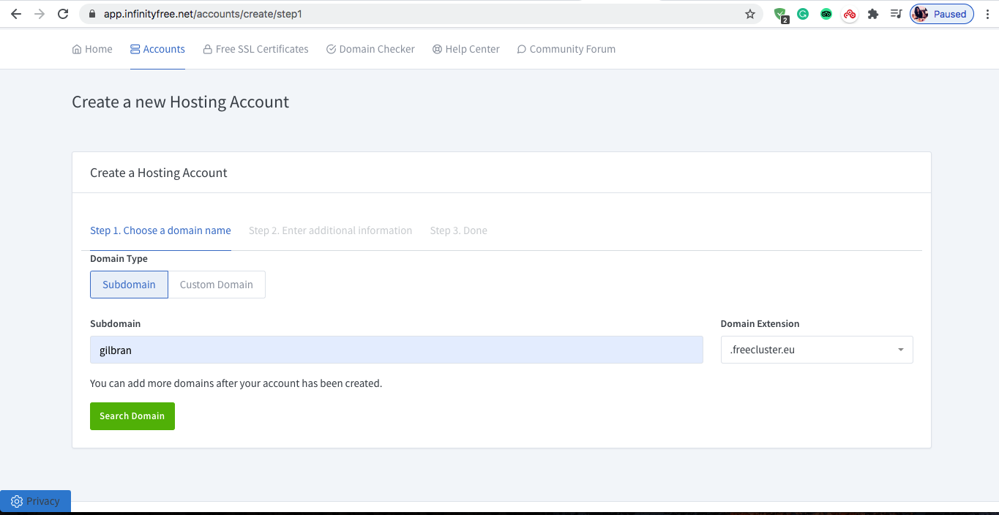 app.infinityfree.net/accounts/create/step1
2
Paused
Home Accounts Free SSL Certificates Domain Checker Help Center Community Forum
Create a new Hosting Account
Create a Hosting Account
Step 1. Choose a domain name Step 2. Enter additional information Step 3. Done
Domain Type
Subdomain Custom Domain
Subdomain Domain Extension
gilbran .freecluster.eu
You can add more domains after your account has been created.
Search Domain
Privacy